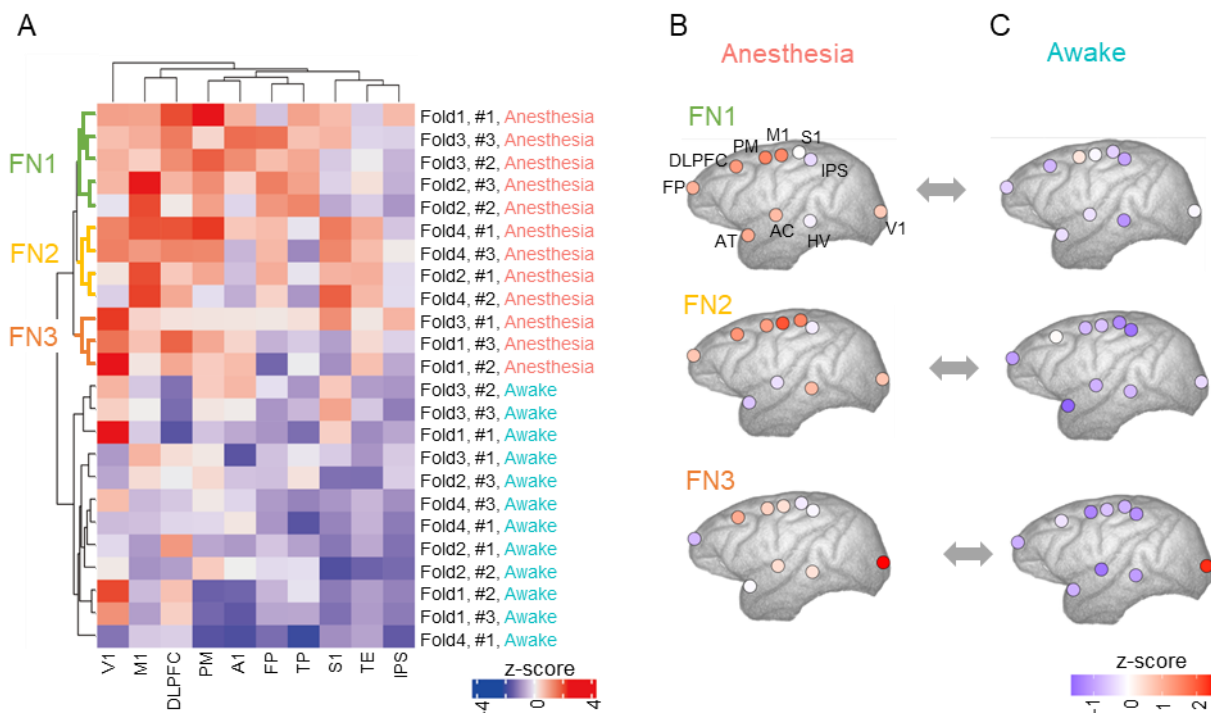 A
B
C
Anesthesia
Awake
FN1
FN2
FN3
Fold1, #1, Anesthesia
Fold3, #3, Anesthesia
Fold3, #2, Anesthesia
Fold2, #3, Anesthesia
Fold2, #2, Anesthesia
Fold4, #1, Anesthesia
Fold4, #3, Anesthesia
Fold2, #1, Anesthesia
Fold4, #2, Anesthesia
Fold3, #1, Anesthesia
Fold1, #3, Anesthesia
Fold1, #2, Anesthesia
Fold3, #2, Awake
Fold3, #3, Awake
Fold1, #1, Awake
Fold3, #1, Awake
Fold2, #3, Awake
Fold4, #3, Awake
Fold4, #1, Awake
Fold2, #1, Awake
Fold2, #2, Awake
Fold1, #2, Awake
Fold1, #3, Awake
Fold4, #1, Awake
V1
M1
DLPFC
PM
A1
FP
TP
S1
TE
IPS
z-score
-4 0 4
FN1
M1
S1
PM
DLPFC
IPS
FP
V1
AC
HV
AT
FN2
FN3
z-score
-1 0 1 2